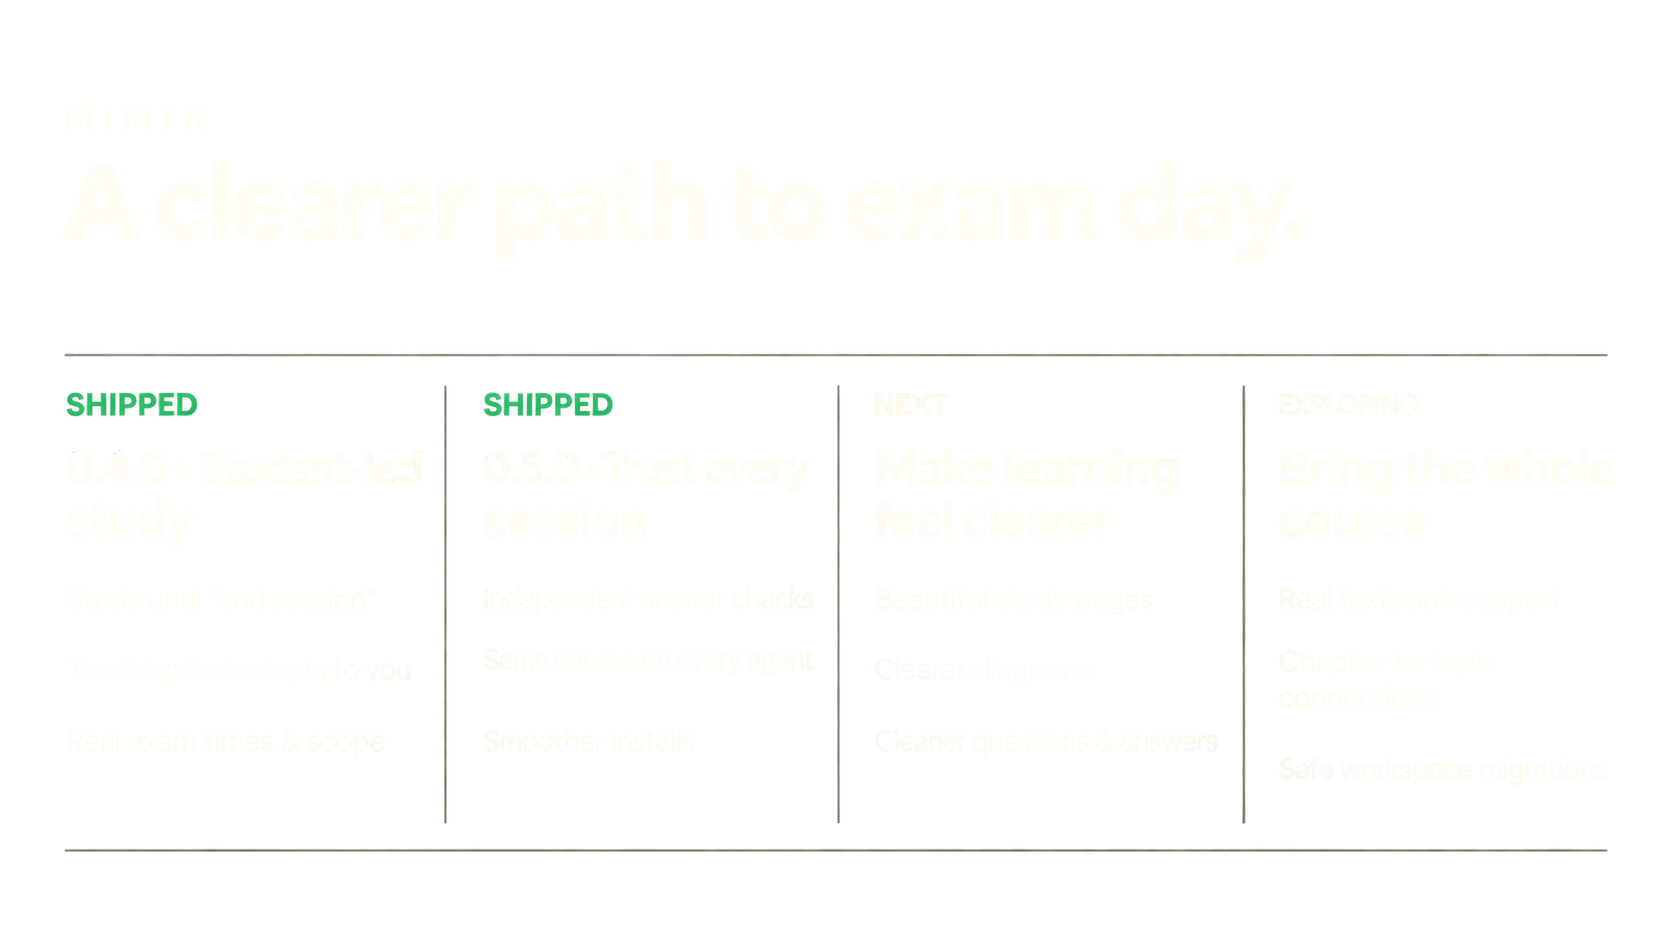 MIMIR
A clearer path to exam day.
SHIPPED
0.4.0 · Student-led
study
Study until "end session"
Teaching that adapts to you
Real exam times & scope
SHIPPED
0.5.0 · Trust every
session
Independent answer checks
Same checks on every agent
Smoother installs
NEXT
Make learning
feel clearer
Beautiful study pages
Clearer diagrams
Cleaner questions & answers
EXPLORING
Bring the whole
course
Real textbook support
Chapter-to-topic
connections
Safe workspace migrations